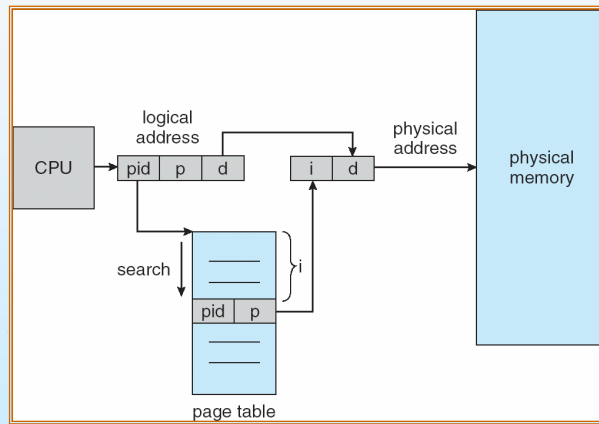 logical
address
physical
address
CPU
pid p d
i d
physical
memory
search
i
pid p
page table